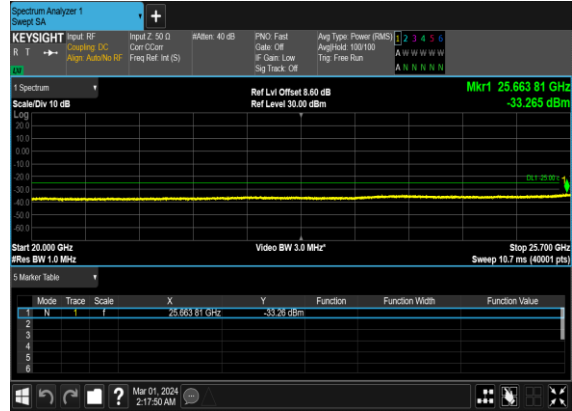 Spectrum Analyzer 1
Swept SA
KEYSIGHT Input: RF Input Z: 50 Ω #Atten: 40 dB PNO: Fast Avg Type: Power (RMS) 1 2 3 4 5 6
R T Coupling: DC Corr CCorr Gate: Off Avg|Hold: 100/100 A W W W W W
Align: Auto/No RF Freq Ref: Int (S) IF Gain: Low Trig: Free Run
Sig Track: Off A N N N N N
LW
1 Spectrum Ref Lvl Offset 8.60 dB Mkr1 25.663 81 GHz
Scale/Div 10 dB Ref Level 30.00 dBm -33.265 dBm
Log
20.0
10.0
0.00
-10.0
-20.0
DL1 -25.00
1
-30.0
-40.0
-50.0
-60.0
Start 20.000 GHz Video BW 3.0 MHz* Stop 25.700 GHz
#Res BW 1.0 MHz Sweep 10.7 ms (40001 pts)
5 Marker Table
Mode Trace Scale X Y Function Function Width Function Value
1 N 1 f 25.663 81 GHz -33.26 dBm
2
3
4
5
6
? Mar 01, 2024
2:17:50 AM